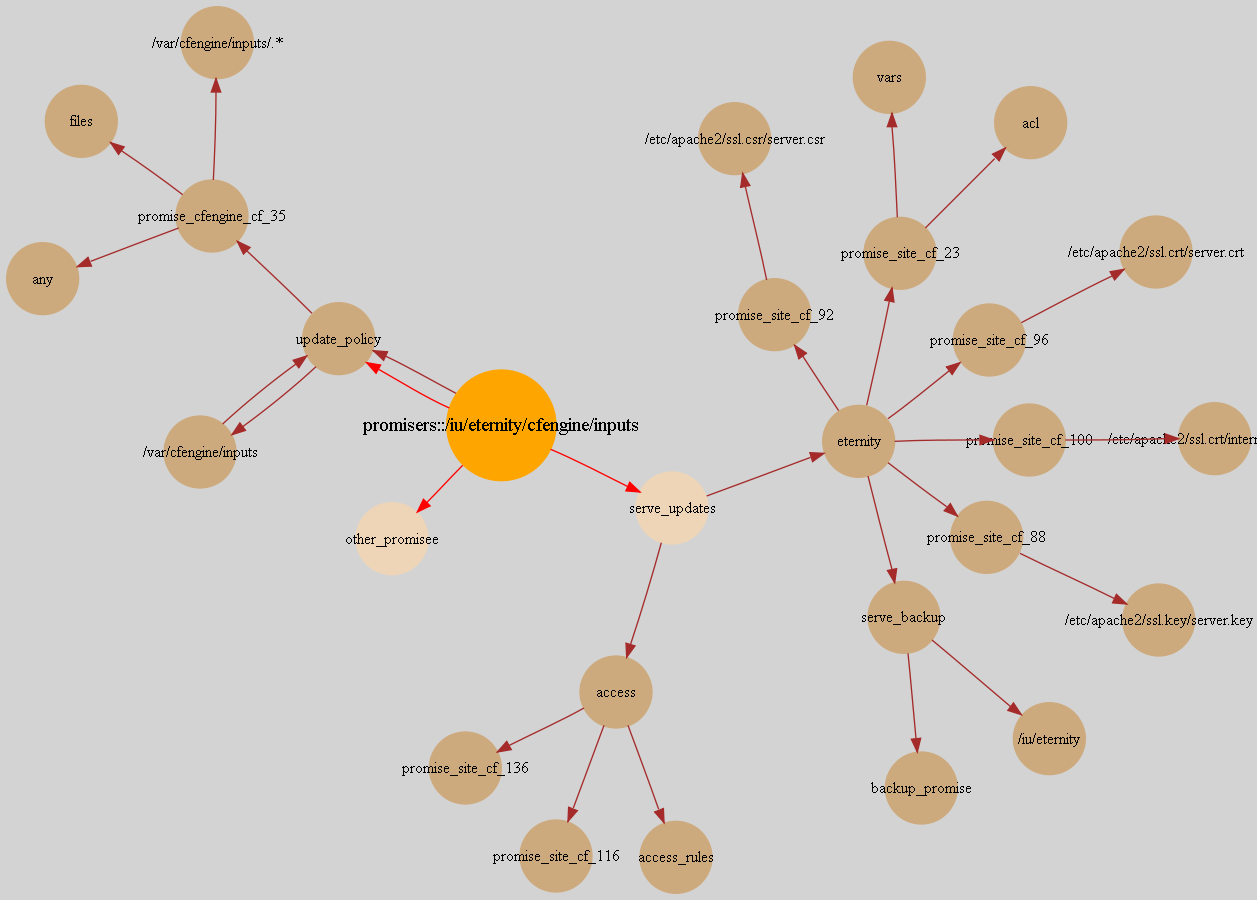 /var/cfengine/inputs/.*
vars
files
acl
/etc/apache2/ssl.csr/server.csr
promise_cfengine_cf_35
promise_site_cf_23
/etc/apache2/ssl.crt/server.crt
any
promise_site_cf_92
update_policy
promise_site_cf_96
promisers::/iu/eternity/cfengine/inputs
eternity
promise_site_cf_100
/etc/apache2/ssl.crt/intern
/var/cfengine/inputs
serve_updates
other_promisee
promise_site_cf_88
serve_backup
/etc/apache2/ssl.key/server.key
access
/iu/eternity
promise_site_cf_136
backup_promise
promise_site_cf_116
access_rules